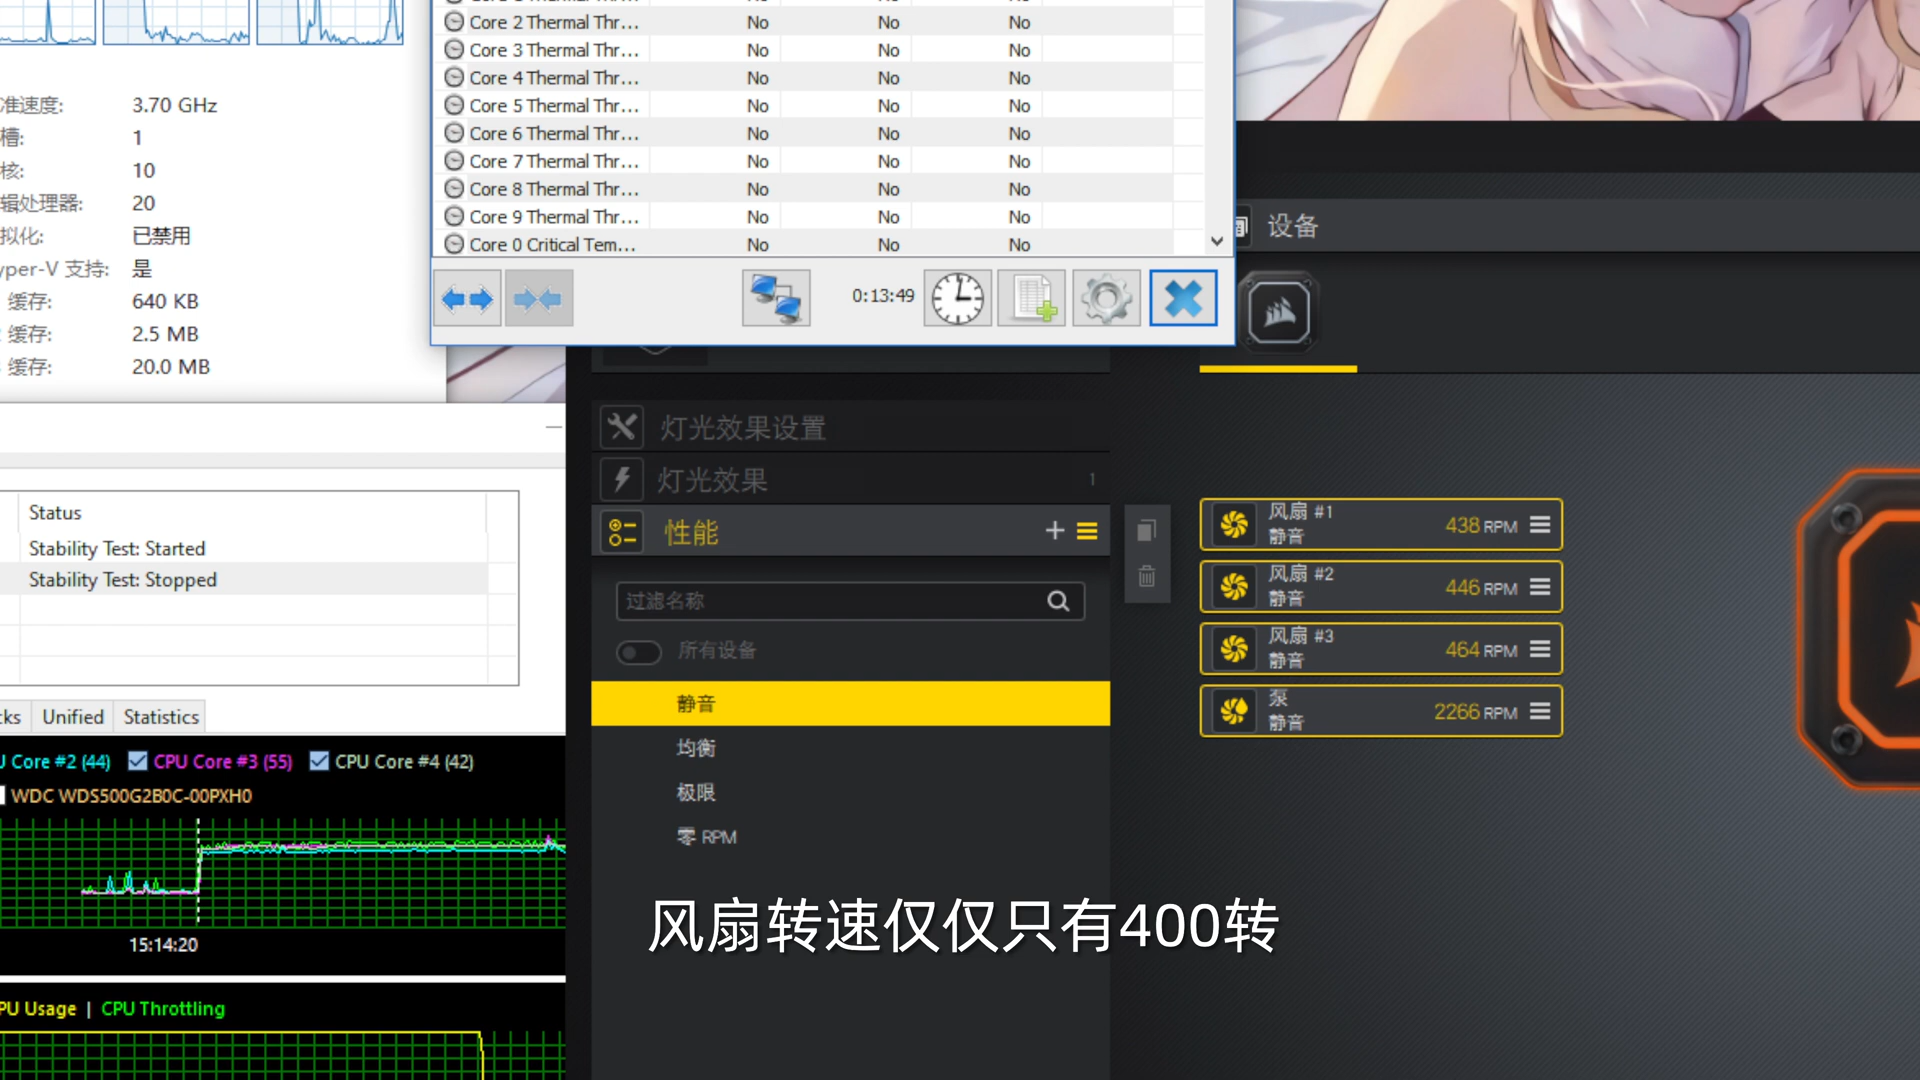 Core 2 Thermal Thr... No No No
Core 3 Thermal Thr... No No No
Core 4 Thermal Thr... No No No
Core 5 Thermal Thr... No No No
Core 6 Thermal Thr... No No No
Core 7 Thermal Thr... No No No
Core 8 Thermal Thr... No No No
Core 9 Thermal Thr... No No No
Core 0 Critical Tem... No No No
0:13:49
准速度: 3.70 GHz
槽: 1
核: 10
辑处理器: 20
拟化: 已禁用
yper-V 支持: 是
缓存: 640 KB
缓存: 2.5 MB
缓存: 20.0 MB
设备
灯光效果设置
灯光效果 1
性能
过滤名称
所有设备
静音
均衡
极限
零 RPM
风扇 #1
静音
438 RPM
风扇 #2
静音
446 RPM
风扇 #3
静音
464 RPM
泵
静音
2266 RPM
Status
Stability Test: Started
Stability Test: Stopped
cks Unified Statistics
Core #2 (44) CPU Core #3 (55) CPU Core #4 (42)
WDC WDS500G2B0C-00PXH0
15:14:20
PU Usage | CPU Throttling
风扇转速仅仅只有400转